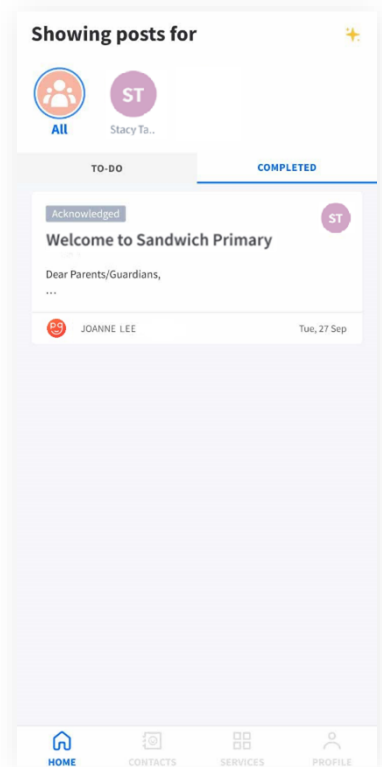 Showing posts for
ST
All
Stacy Ta..
TO-DO
COMPLETED
Acknowledged
ST
Welcome to Sandwich Primary
Dear Parents/Guardians,
...
JOANNE LEE
Tue, 27 Sep
HOME
CONTACTS
SERVICES
PROFILE